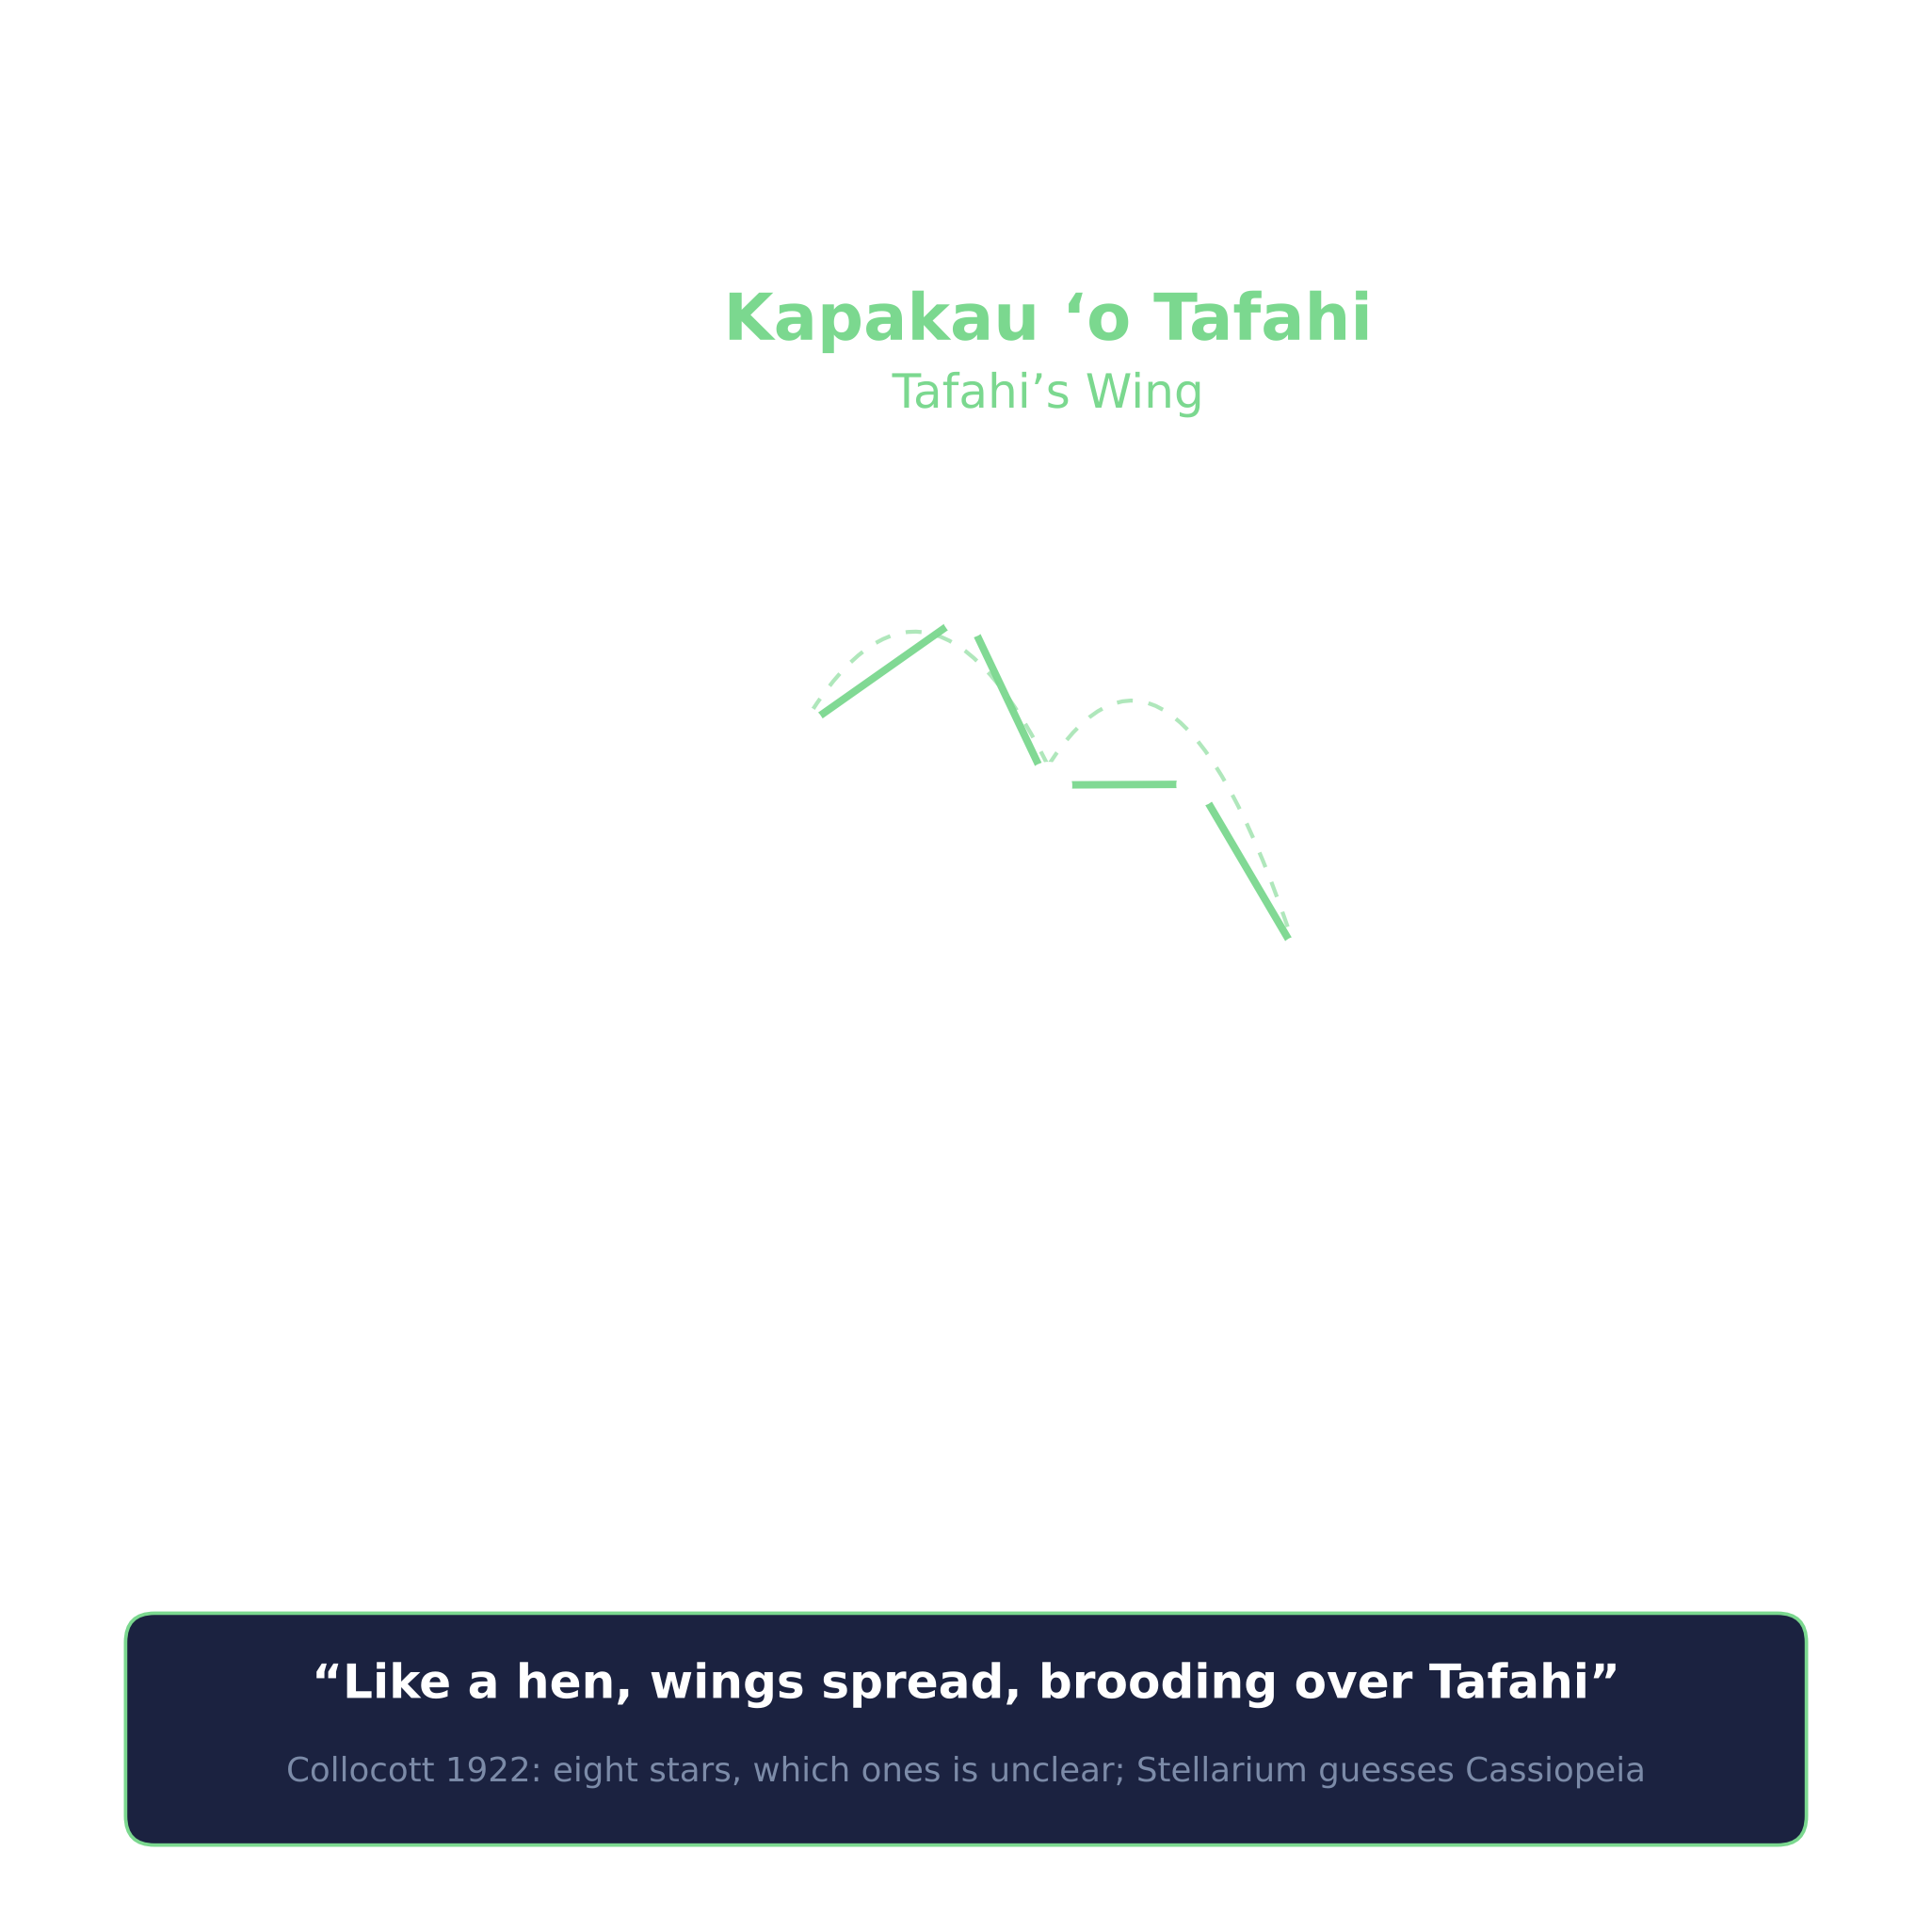 Kapakau ‘o Tafahi
Tafahi’s Wing
“Like a hen, wings spread, brooding over Tafahi”
Collocott 1922: eight stars, which ones is unclear; Stellarium guesses Cassiopeia